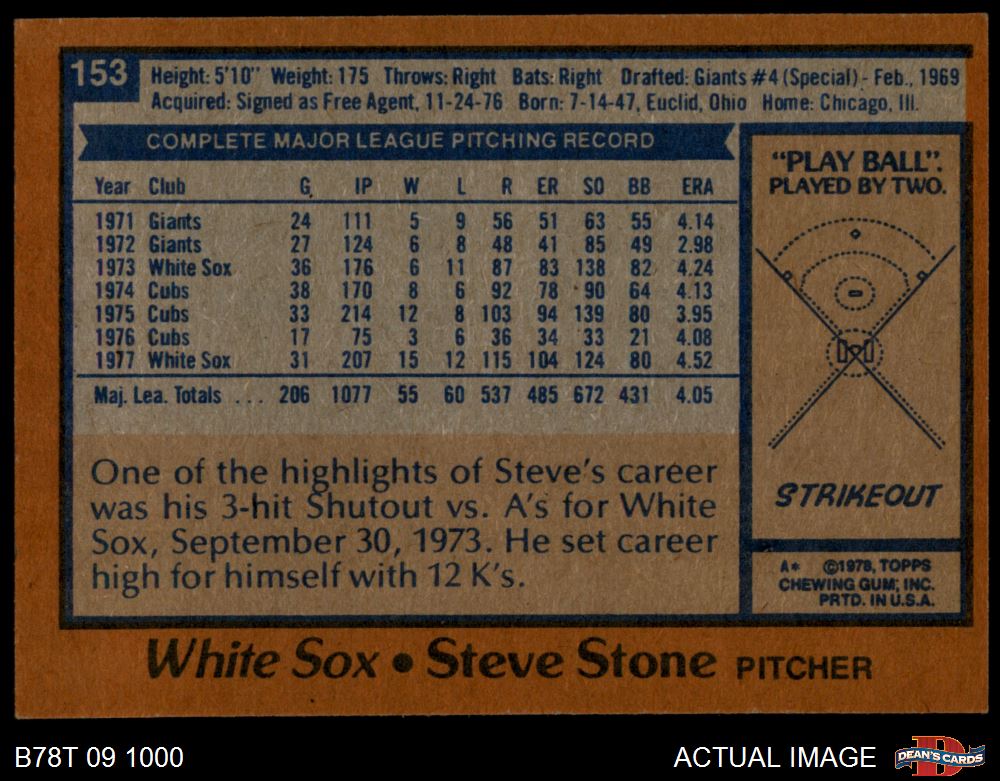 153
Height: 5'10" Weight: 175 Throws: Right Bats: Right Drafted: Giants #4 (Special) - Feb., 1969
Acquired: Signed as Free Agent, 11-24-76 Born: 7-14-47, Euclid, Ohio Home: Chicago, Ill.
COMPLETE MAJOR LEAGUE PITCHING RECORD
Year Club G. IP W L R ER SO BB ERA
1971 Giants 24 111 5 9 56 51 63 55 4.14
1972 Giants 27 124 6 8 48 41 85 49 2.98
1973 White Sox 36 176 6 11 87 83 138 82 4.24
1974 Cubs 38 170 8 6 92 78 90 64 4.13
1975 Cubs 33 214 12 8 103 94 139 80 3.95
1976 Cubs 17 75 3 6 36 34 33 21 4.08
1977 White Sox 31 207 15 12 115 104 124 80 4.52
Maj. Lea. Totals ... 206 1077 55 60 537 485 672 431 4.05
One of the highlights of Steve's career
was his 3-hit Shutout vs. A's for White
Sox, September 30, 1973. He set career
high for himself with 12 K's.
"PLAY BALL".
PLAYED BY TWO.
STRIKEOUT
A* ©1978, TOPPS
CHEWING GUM, INC.
PRTD. IN U.S.A.
White Sox • Steve Stone PITCHER
B78T 09 1000
ACTUAL IMAGE
D
DEAN'S CARDS